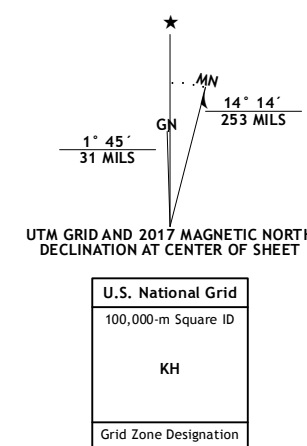 ★
MN
GN
1° 45´
31 MILS
14° 14´
253 MILS
UTM GRID AND 2017 MAGNETIC NORTH
DECLINATION AT CENTER OF SHEET
U.S. National Grid
100,000-m Square ID
KH
Grid Zone Designation